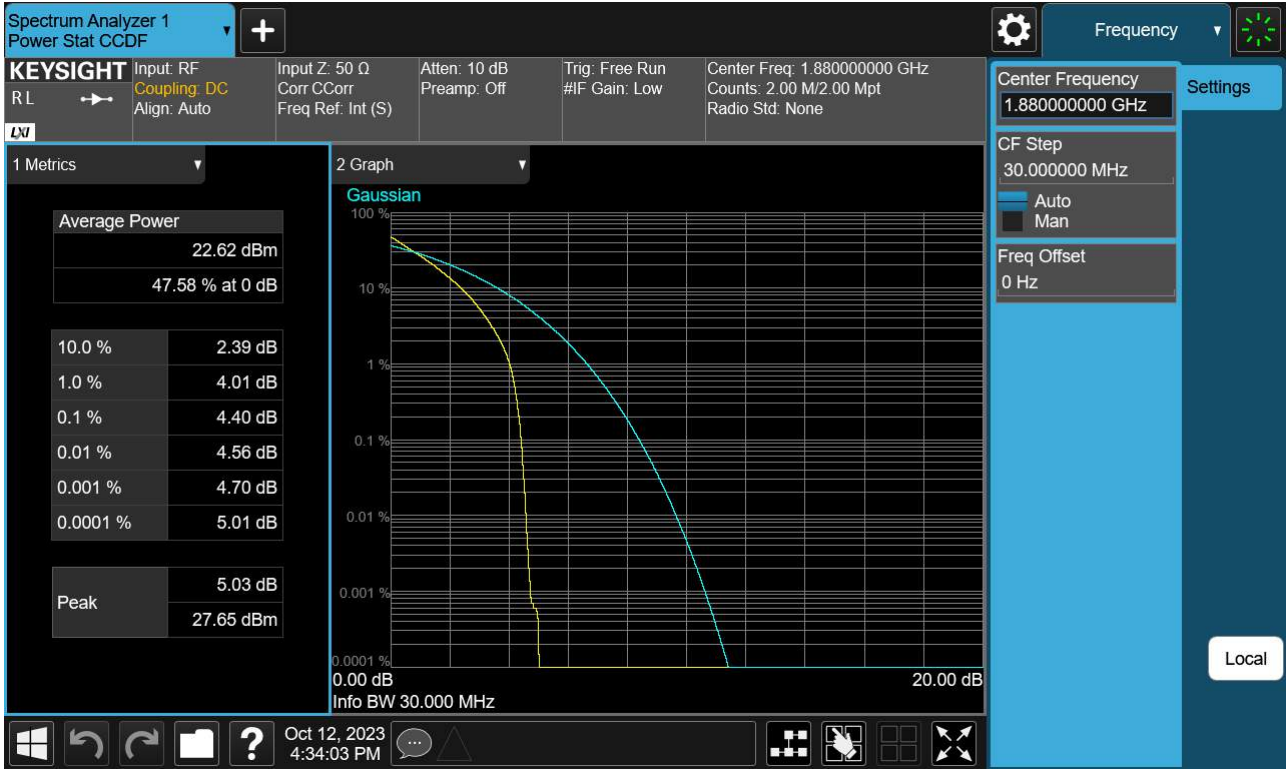 Spectrum Analyzer 1
Power Stat CCDF
+
Frequency
KEYSIGHT
RL
LXI
Input: RF
Coupling: DC
Align: Auto
Input Z: 50 Ω
Corr CCorr
Freq Ref: Int (S)
Atten: 10 dB
Preamp: Off
Trig: Free Run
#IF Gain: Low
Center Freq: 1.880000000 GHz
Counts: 2.00 M/2.00 Mpt
Radio Std: None
Center Frequency
1.880000000 GHz
Settings
CF Step
30.000000 MHz
Auto
Man
Freq Offset
0 Hz
Local
1 Metrics
Average Power
22.62 dBm
47.58 % at 0 dB
10.0 % 2.39 dB
1.0 % 4.01 dB
0.1 % 4.40 dB
0.01 % 4.56 dB
0.001 % 4.70 dB
0.0001 % 5.01 dB
Peak
5.03 dB
27.65 dBm
2 Graph
Gaussian
100 %
10 %
1 %
0.1 %
0.01 %
0.001 %
0.0001 %
0.00 dB 20.00 dB
Info BW 30.000 MHz
?
Oct 12, 2023
4:34:03 PM